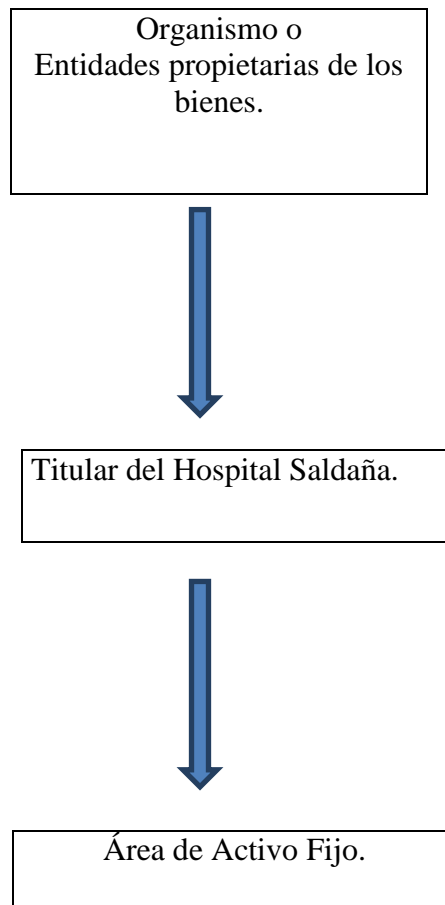 Organismo o
Entidades propietarias de los
bienes.
Titular del Hospital Saldaña.
Área de Activo Fijo.